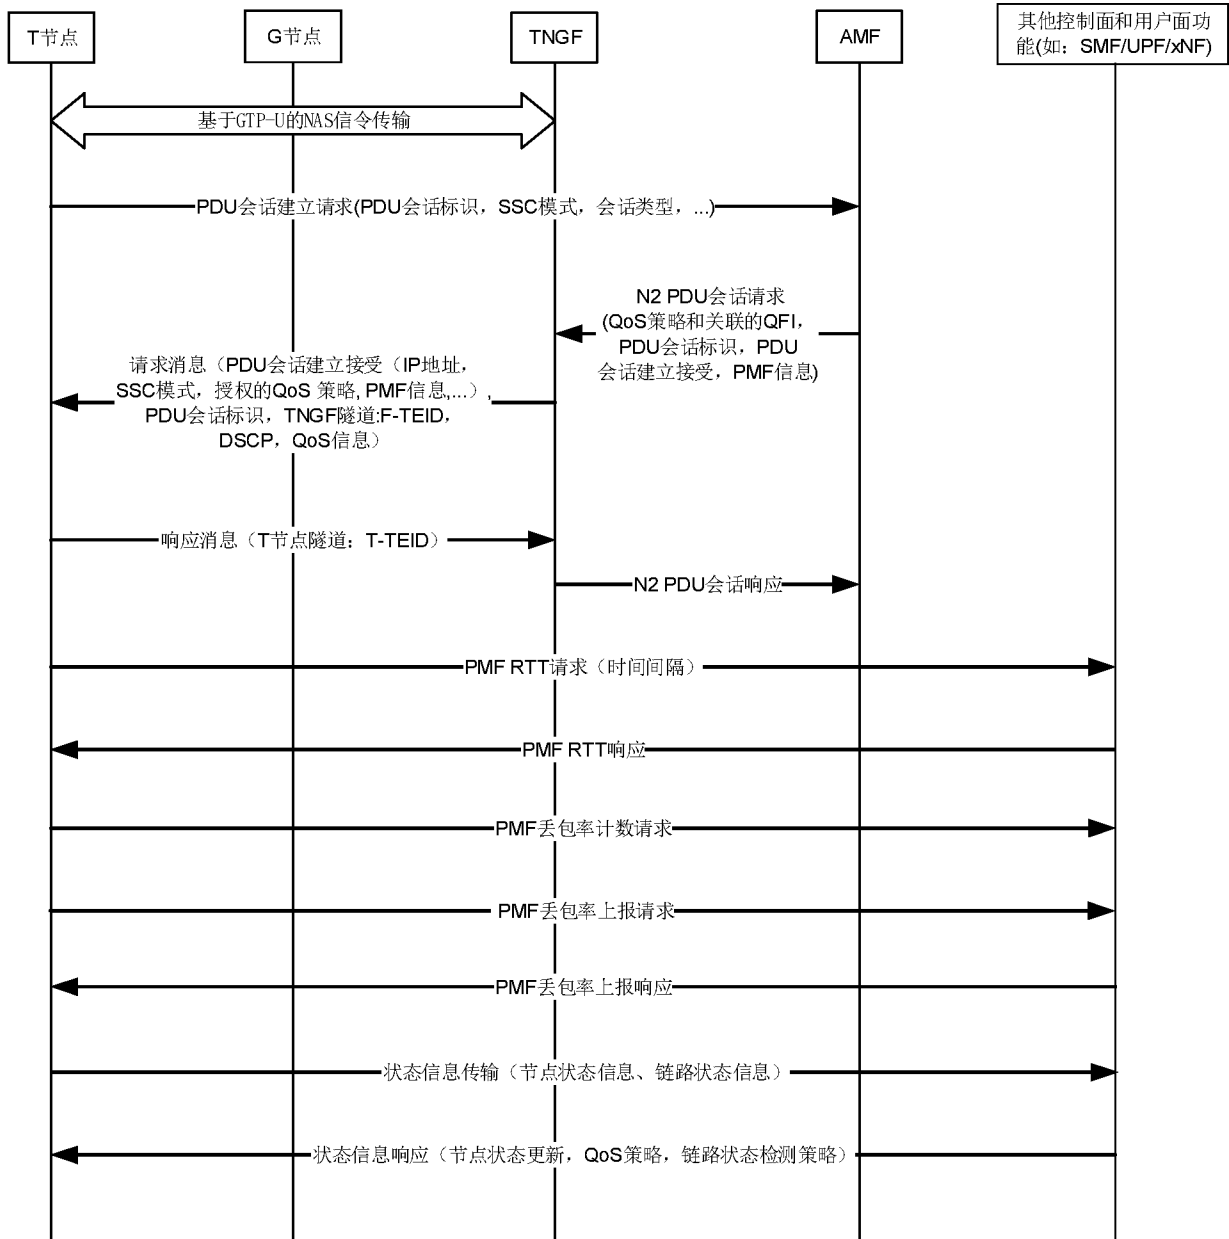 T节点
G节点
TNGF
AMF
其他控制面和用户面功
能(如：SMF/UPF/xNF)
基于GTP-U的NAS信令传输
PDU会话建立请求(PDU会话标识，SSC模式，会话类型，...)
N2 PDU会话请求
(QoS策略和关联的QFI，
PDU会话标识，PDU
会话建立接受，PMF信息)
请求消息（PDU会话建立接受（IP地址，
SSC模式，授权的QoS 策略, PMF信息,...），
PDU会话标识，TNGF隧道:F-TEID，
DSCP，QoS信息）
响应消息（T节点隧道：T-TEID）
N2 PDU会话响应
PMF RTT请求（时间间隔）
PMF RTT响应
PMF丢包率计数请求
PMF丢包率上报请求
PMF丢包率上报响应
状态信息传输（节点状态信息、链路状态信息）
状态信息响应（节点状态更新，QoS策略，链路状态检测策略）